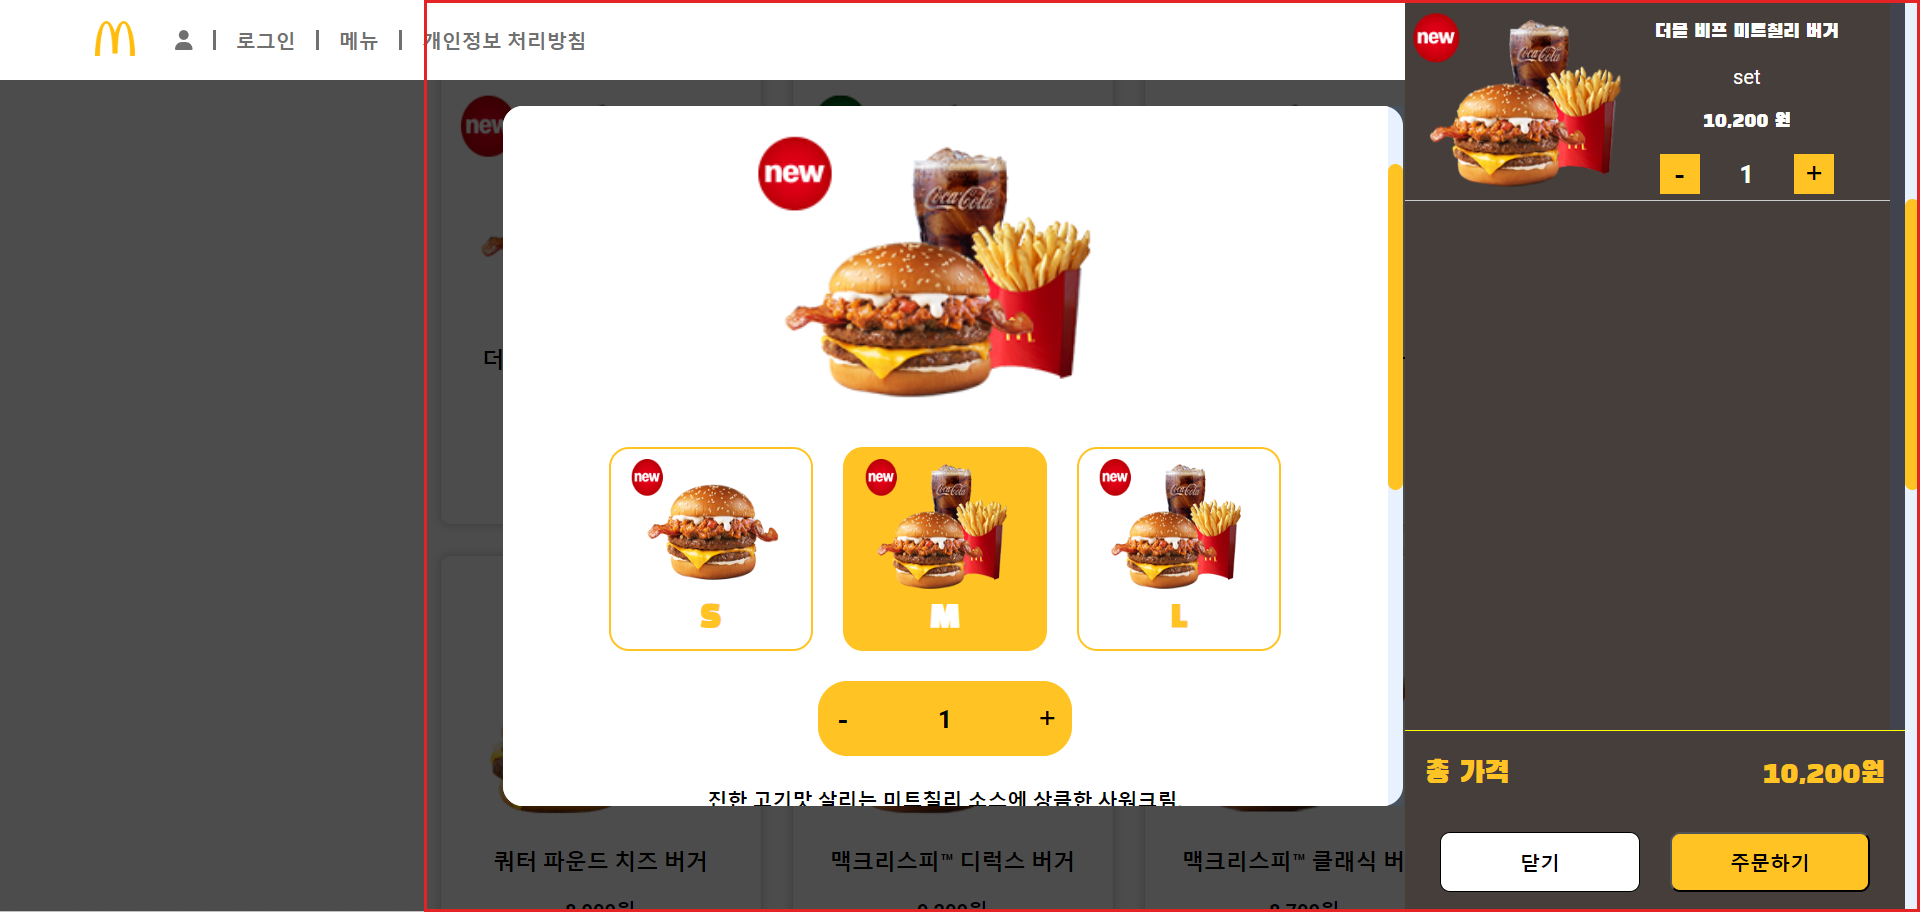 로그인 | 메뉴 | 개인정보 처리방침
new
new
Coca-Cola
더
new
S
new
M
new
L
- 1 +
진한 고기맛 살리는 미트칠리 소스에 상큼한 사워크림,
쿼터 파운드 치즈 버거
맥크리스피™ 디럭스 버거
맥크리스피™ 클래식 버
new
Coca-Cola
더블 비프 미트칠리 버거
set
10,200 원
- 1 +
총 가격
10,200원
닫기
주문하기